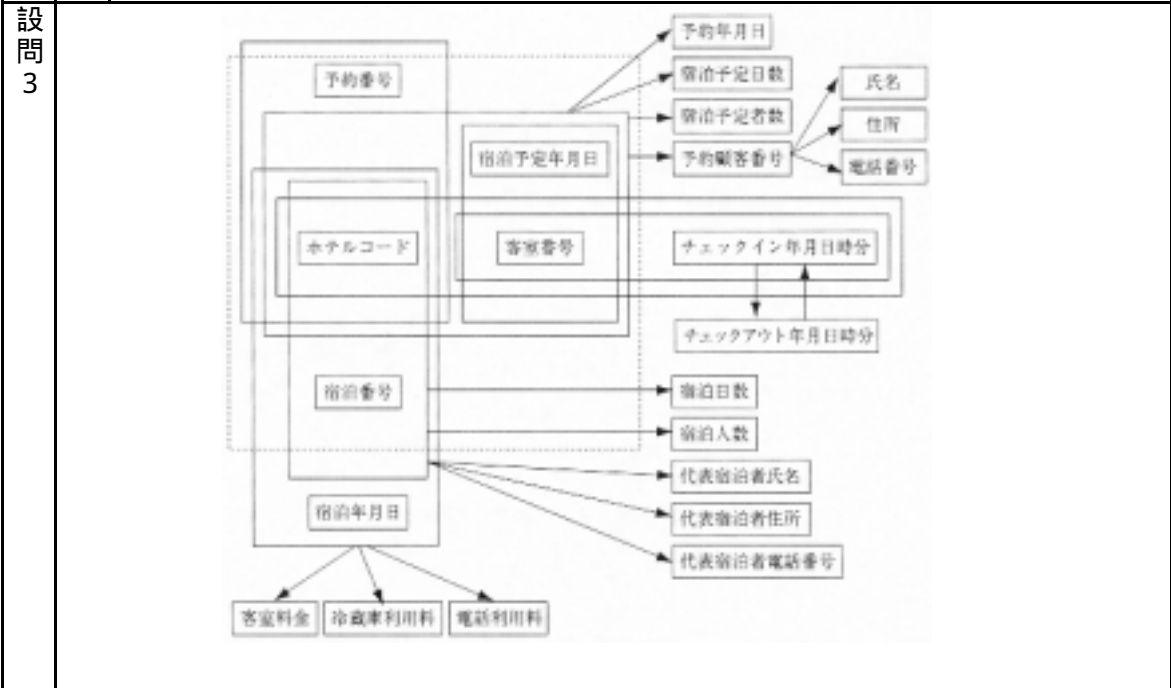 設問3
予約年月日
予約番号
宿泊予定日数
氏名
宿泊予定者数
住所
宿泊予定年月日
予約顧客番号
電話番号
ホテルコード
客室番号
チェックイン年月日時分
チェックアウト年月日時分
宿泊番号
宿泊日数
宿泊人数
代表宿泊者氏名
宿泊年月日
代表宿泊者住所
代表宿泊者電話番号
客室料金
冷蔵庫利用料
電話利用料